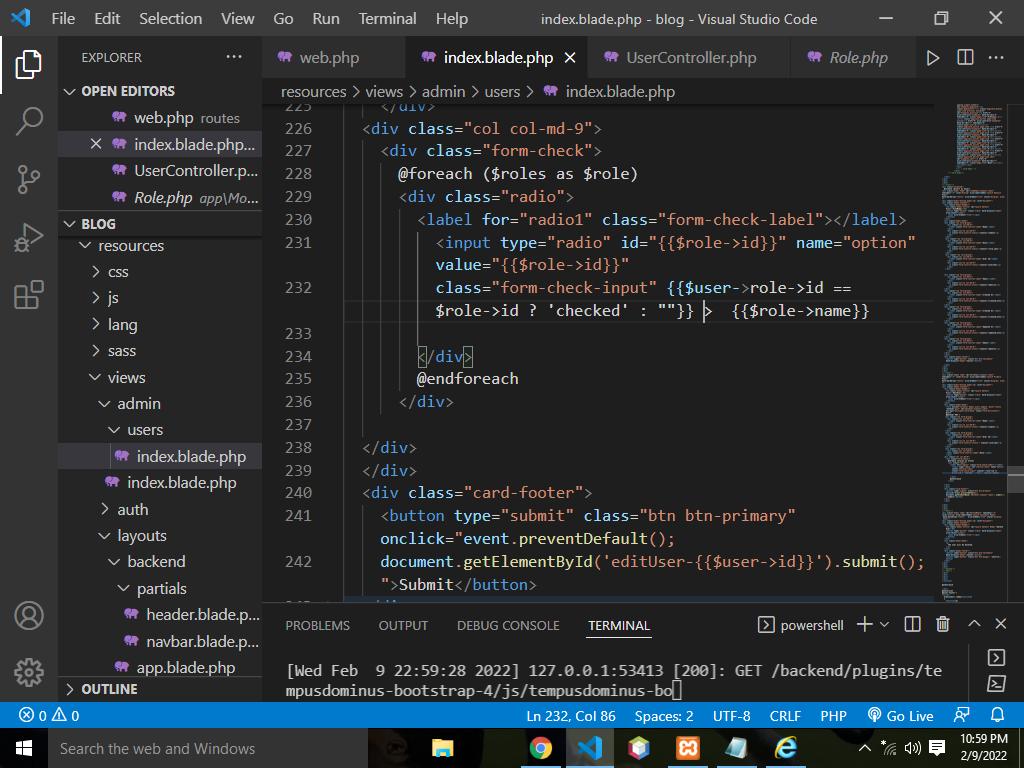 File Edit Selection View Go Run Terminal Help index.blade.php - blog - Visual Studio Code
EXPLORER
web.php index.blade.php UserController.php Role.php
OPEN EDITORS
web.php routes
index.blade.php...
UserController.p...
Role.php app\Mo...
BLOG
resources
css
js
lang
sass
views
admin
users
index.blade.php
index.blade.php
auth
layouts
backend
partials
header.blade.p...
navbar.blade.p...
app.blade.php
OUTLINE
resources > views > admin > users > index.blade.php
225 </div>
226 <div class="col col-md-9">
227 <div class="form-check">
228 @foreach ($roles as $role)
229 <div class="radio">
230 <label for="radio1" class="form-check-label"></label>
231 <input type="radio" id="{{$role->id}}" name="option"
value="{{$role->id}}"
232 class="form-check-input" {{$user->role->id ==
$role->id ? 'checked' : ""}} > {{$role->name}}
233
234 </div>
235 @endforeach
236 </div>
237
238 </div>
239 </div>
240 <div class="card-footer">
241 <button type="submit" class="btn btn-primary"
onclick="event.preventDefault();
242 document.getElementById('editUser-{{$user->id}}').submit();
">Submit</button>
PROBLEMS OUTPUT DEBUG CONSOLE TERMINAL powershell
[Wed Feb 9 22:59:28 2022] 127.0.0.1:53413 [200]: GET /backend/plugins/te
mpusdominus-bootstrap-4/js/tempusdominus-bo
0 0 Ln 232, Col 86 Spaces: 2 UTF-8 CRLF PHP Go Live
Search the web and Windows
10:59 PM
2/9/2022